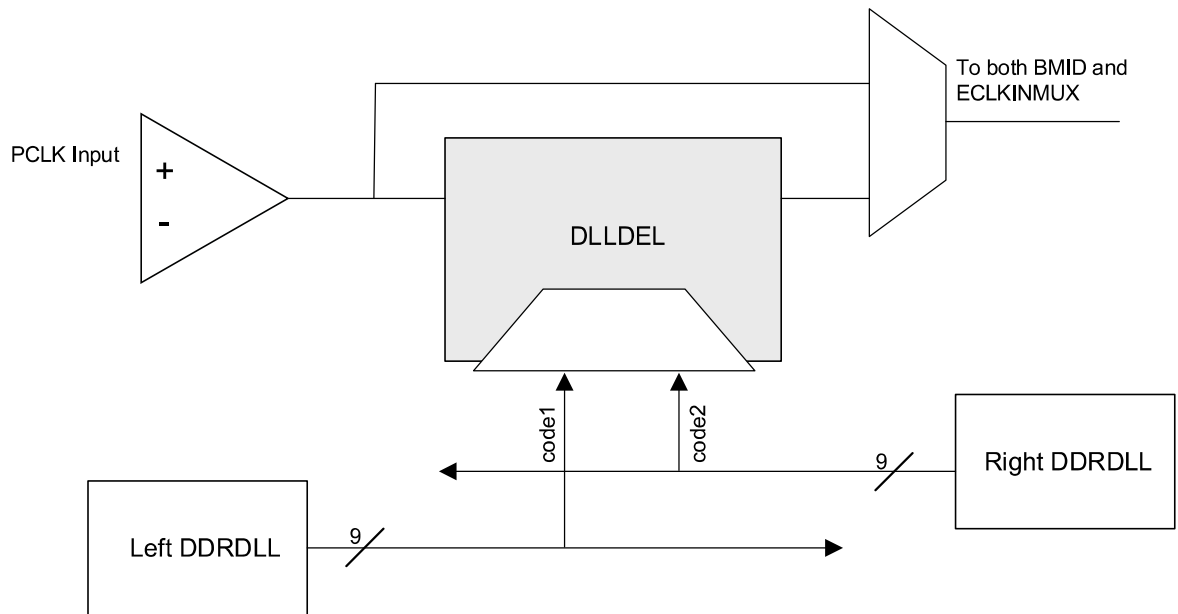 To both BMID and
ECLKINMUX
PCLK Input
+
-
DLLDEL
code1
code2
9
Right DDRDLL
9
Left DDRDLL